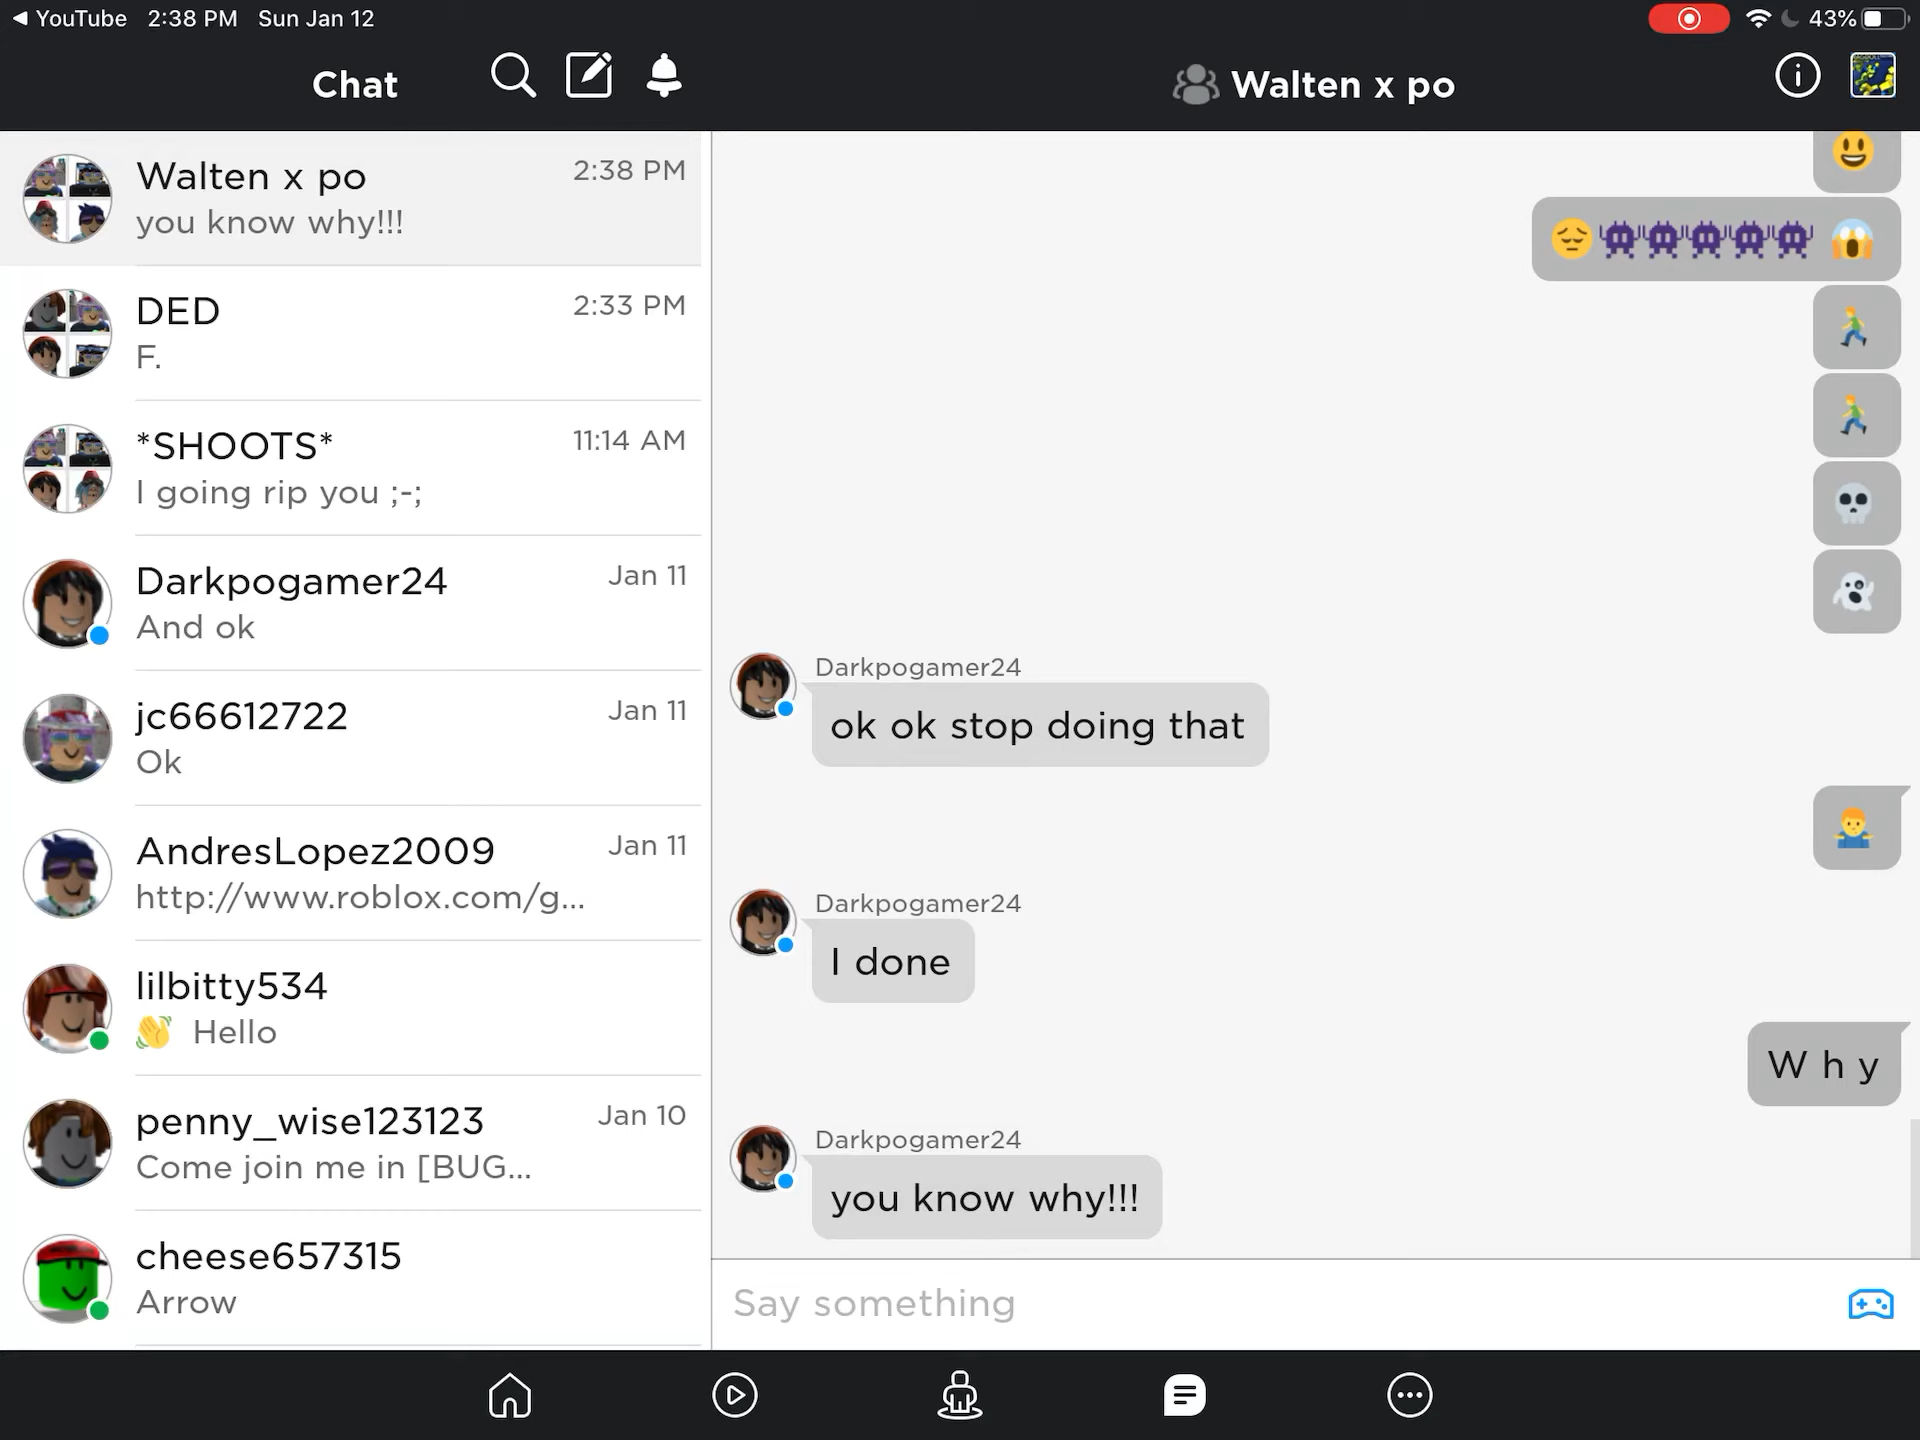 YouTube 2:38 PM Sun Jan 12
43%
Chat
Walten x po
Walten x po 2:38 PM
you know why!!!
DED 2:33 PM
F.
*SHOOTS* 11:14 AM
I going rip you ;-;
Darkpogamer24 Jan 11
And ok
jc66612722 Jan 11
Ok
AndresLopez2009 Jan 11
http://www.roblox.com/g...
lilbitty534
👋 Hello
penny_wise123123 Jan 10
Come join me in [BUG...
cheese657315
Arrow
😃
😔👾👾👾👾👾 😱
Darkpogamer24
ok ok stop doing that
Darkpogamer24
I done
W h y
Darkpogamer24
you know why!!!
Say something